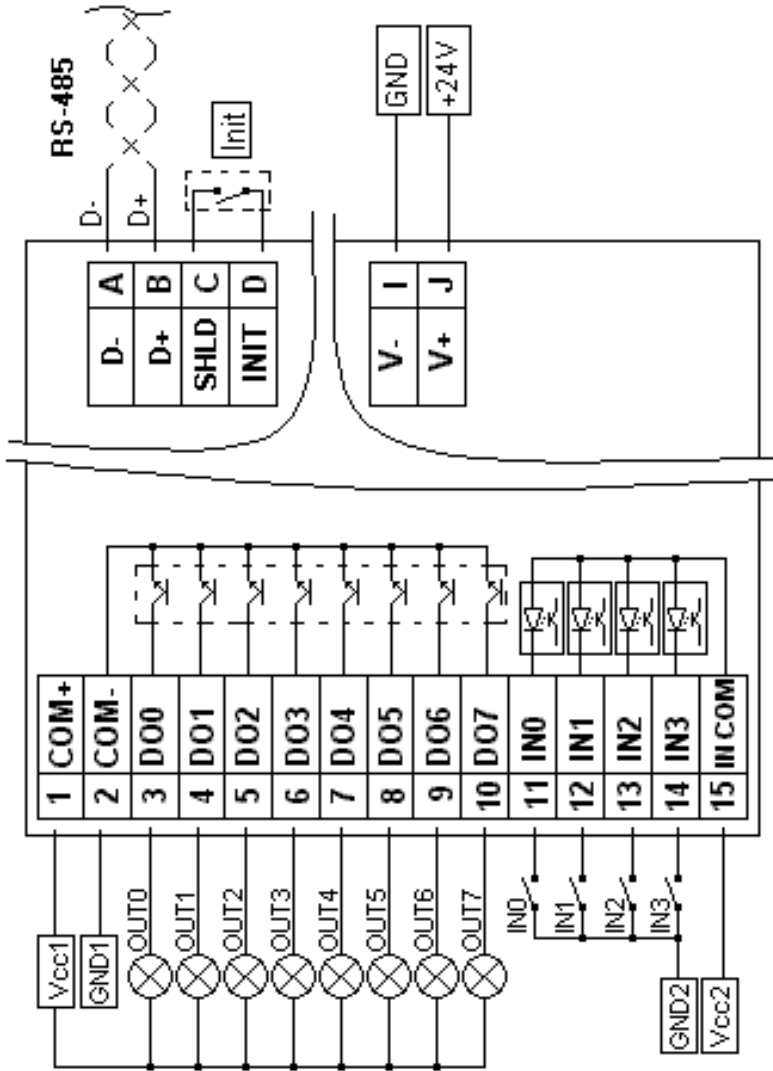 RS-485
D-
D+
Init
GND
+24V
D- A
D+ B
SHLD C
INIT D
V- I
V+ J
1 COM+
2 COM-
3 DO0
4 DO1
5 DO2
6 DO3
7 DO4
8 DO5
9 DO6
10 DO7
11 IN0
12 IN1
13 IN2
14 IN3
15 IN COM
Vcc1
GND1
OUT0
OUT1
OUT2
OUT3
OUT4
OUT5
OUT6
OUT7
IN0
IN1
IN2
IN3
GND2
Vcc2